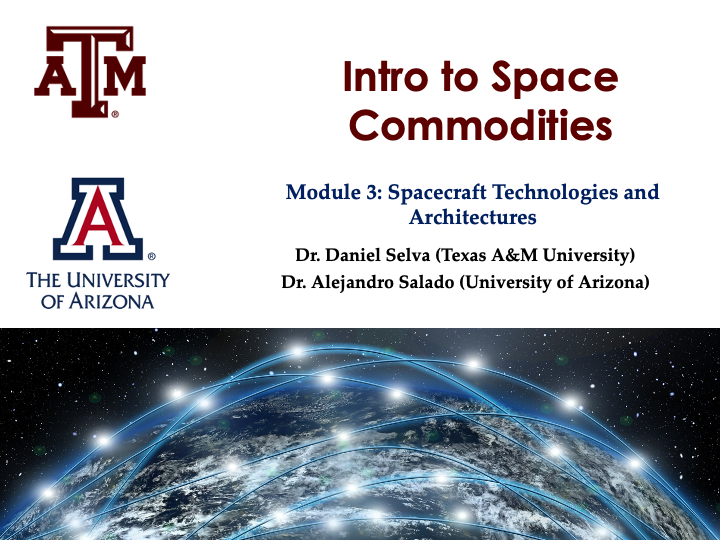 ATM
®
Intro to Space
Commodities
Module 3: Spacecraft Technologies and
Architectures
A
®
THE UNIVERSITY
OF ARIZONA
Dr. Daniel Selva (Texas A&M University)
Dr. Alejandro Salado (University of Arizona)